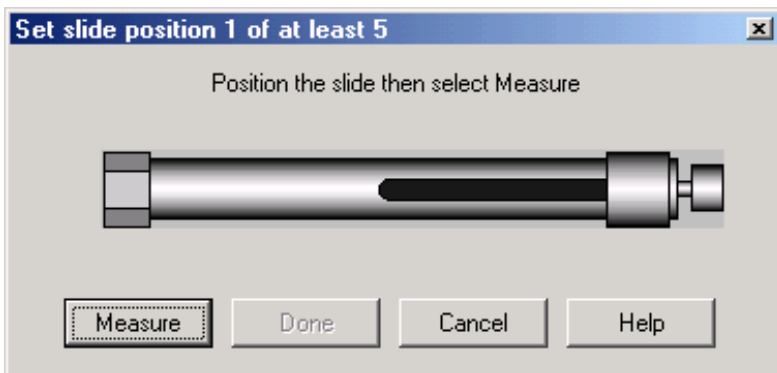 Set slide position 1 of at least 5
Position the slide then select Measure
Measure Done Cancel Help